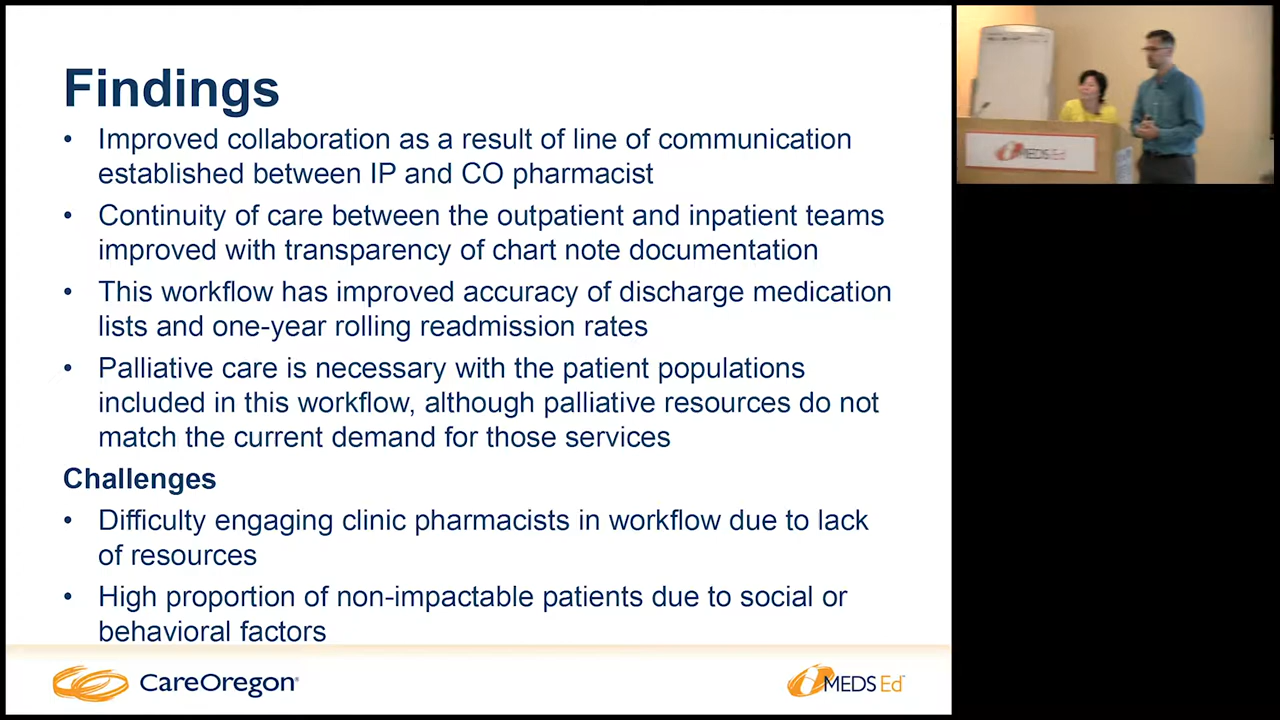 Findings
• Improved collaboration as a result of line of communication
established between IP and CO pharmacist
• Continuity of care between the outpatient and inpatient teams
improved with transparency of chart note documentation
• This workflow has improved accuracy of discharge medication
lists and one-year rolling readmission rates
• Palliative care is necessary with the patient populations
included in this workflow, although palliative resources do not
match the current demand for those services
Challenges
• Difficulty engaging clinic pharmacists in workflow due to lack
of resources
• High proportion of non-impactable patients due to social or
behavioral factors
CareOregon®
MEDS Ed
MEDS Ed